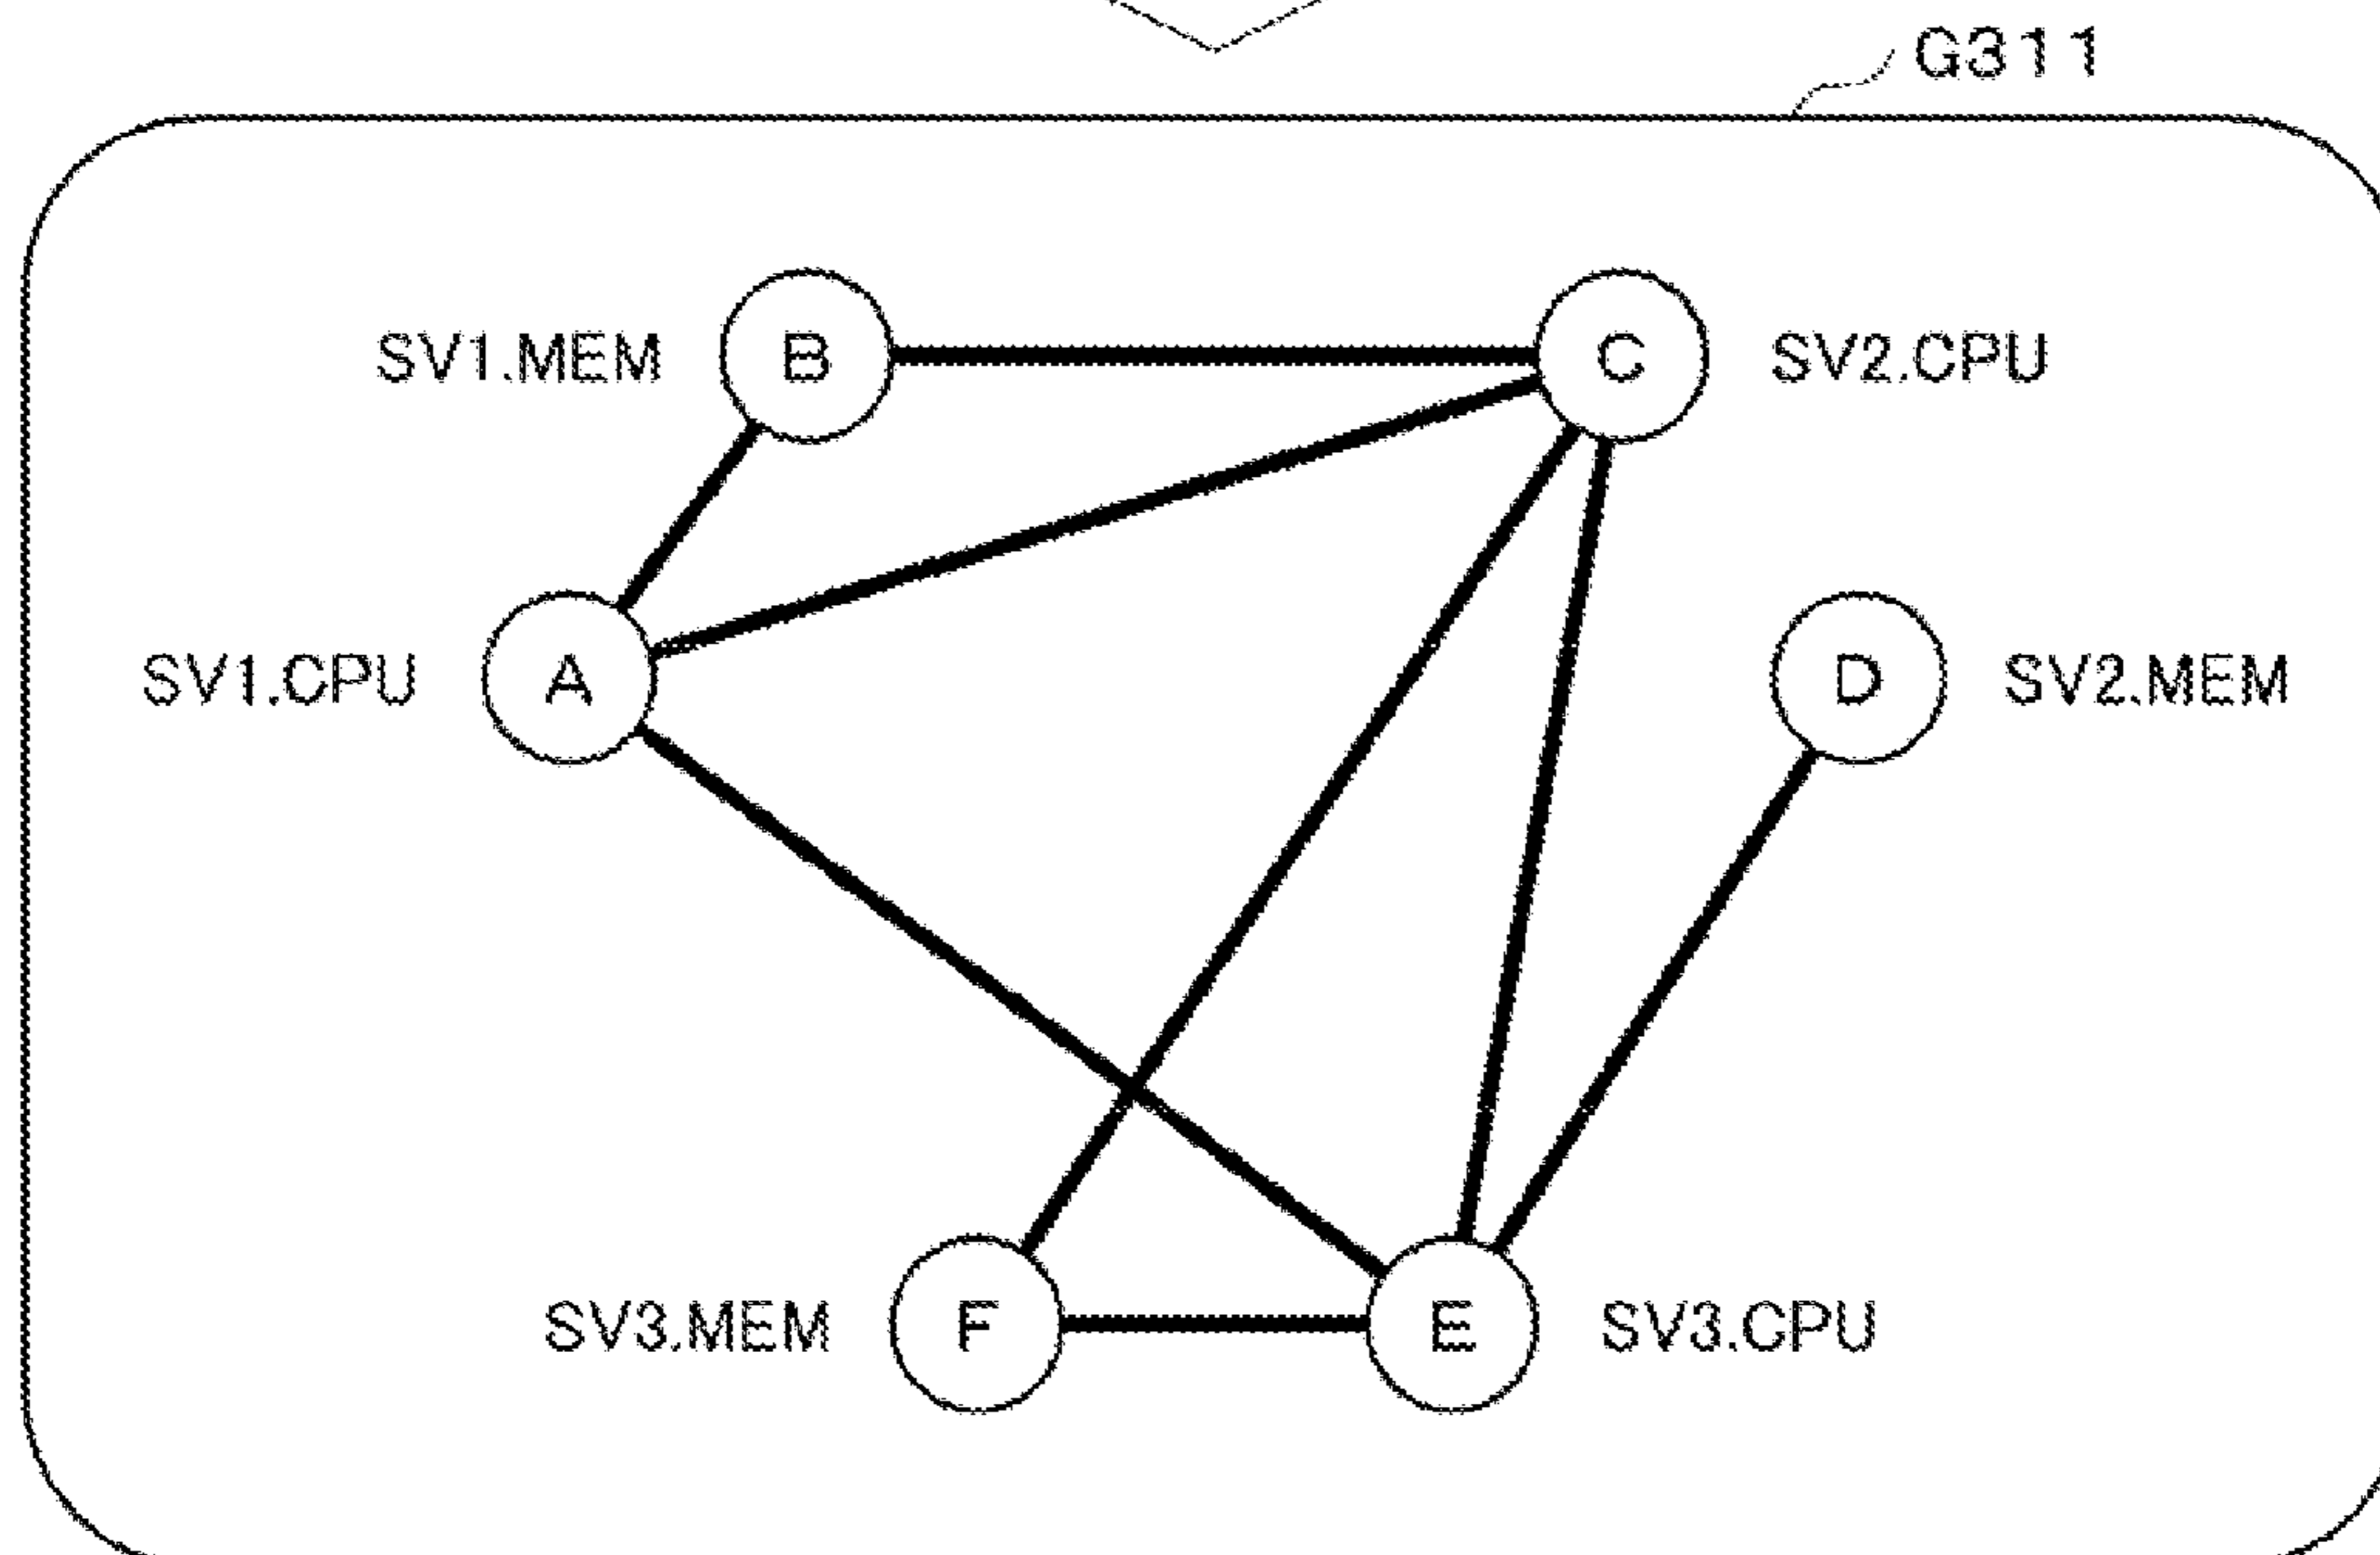 G311
SV1.MEM B C SV2.CPU
SV1.CPU A D SV2.MEM
SV3.MEM F E SV3.CPU